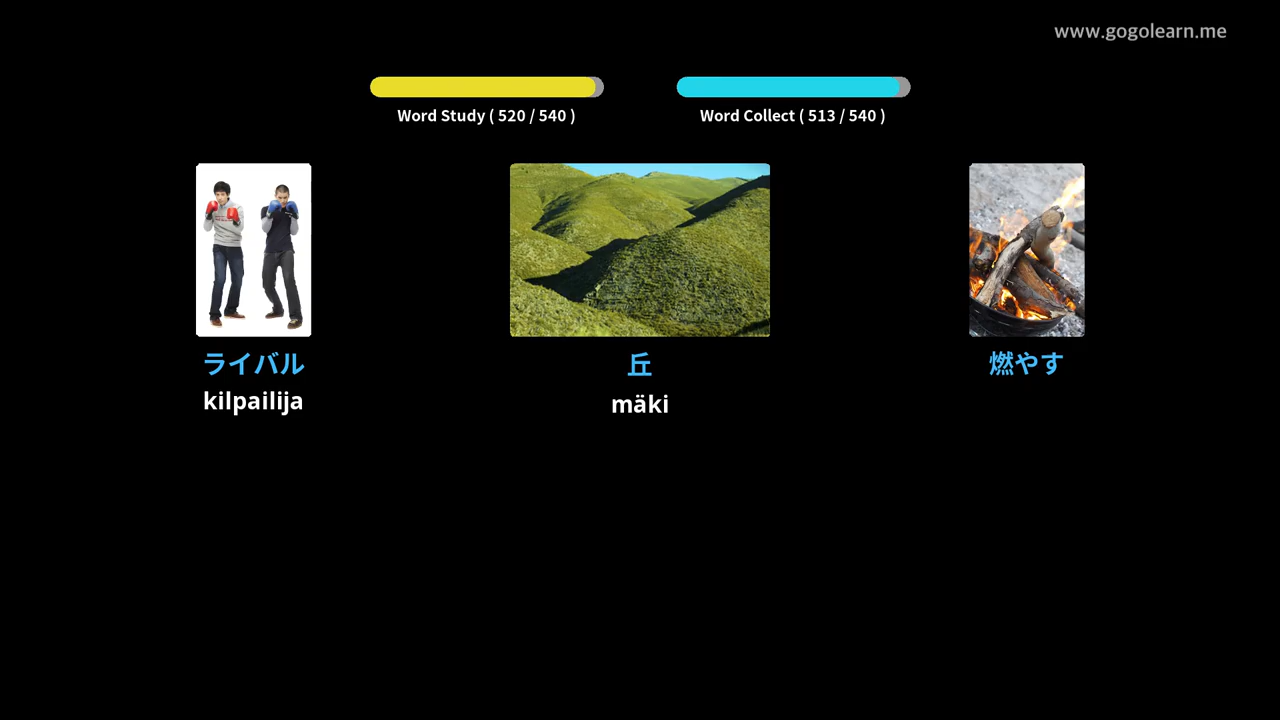 www.gogolearn.me
Word Study ( 520 / 540 )
Word Collect ( 513 / 540 )
ライバル
kilpailija
丘
mäki
燃やす